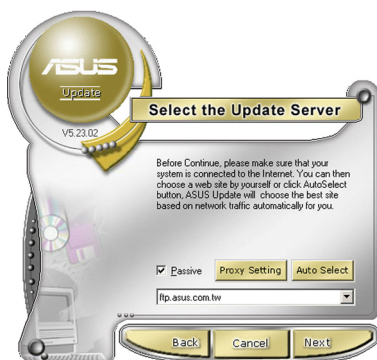 ASUS
Update
V5.23.02
Select the Update Server
Before Continue, please make sure that your
system is connected to the Internet. You can then
choose a web site by yourself or click AutoSelect
button, ASUS Update will choose the best site
based on network traffic automatically for you.
Passive
Proxy Setting
Auto Select
ftp.asus.com.tw
Back
Cancel
Next